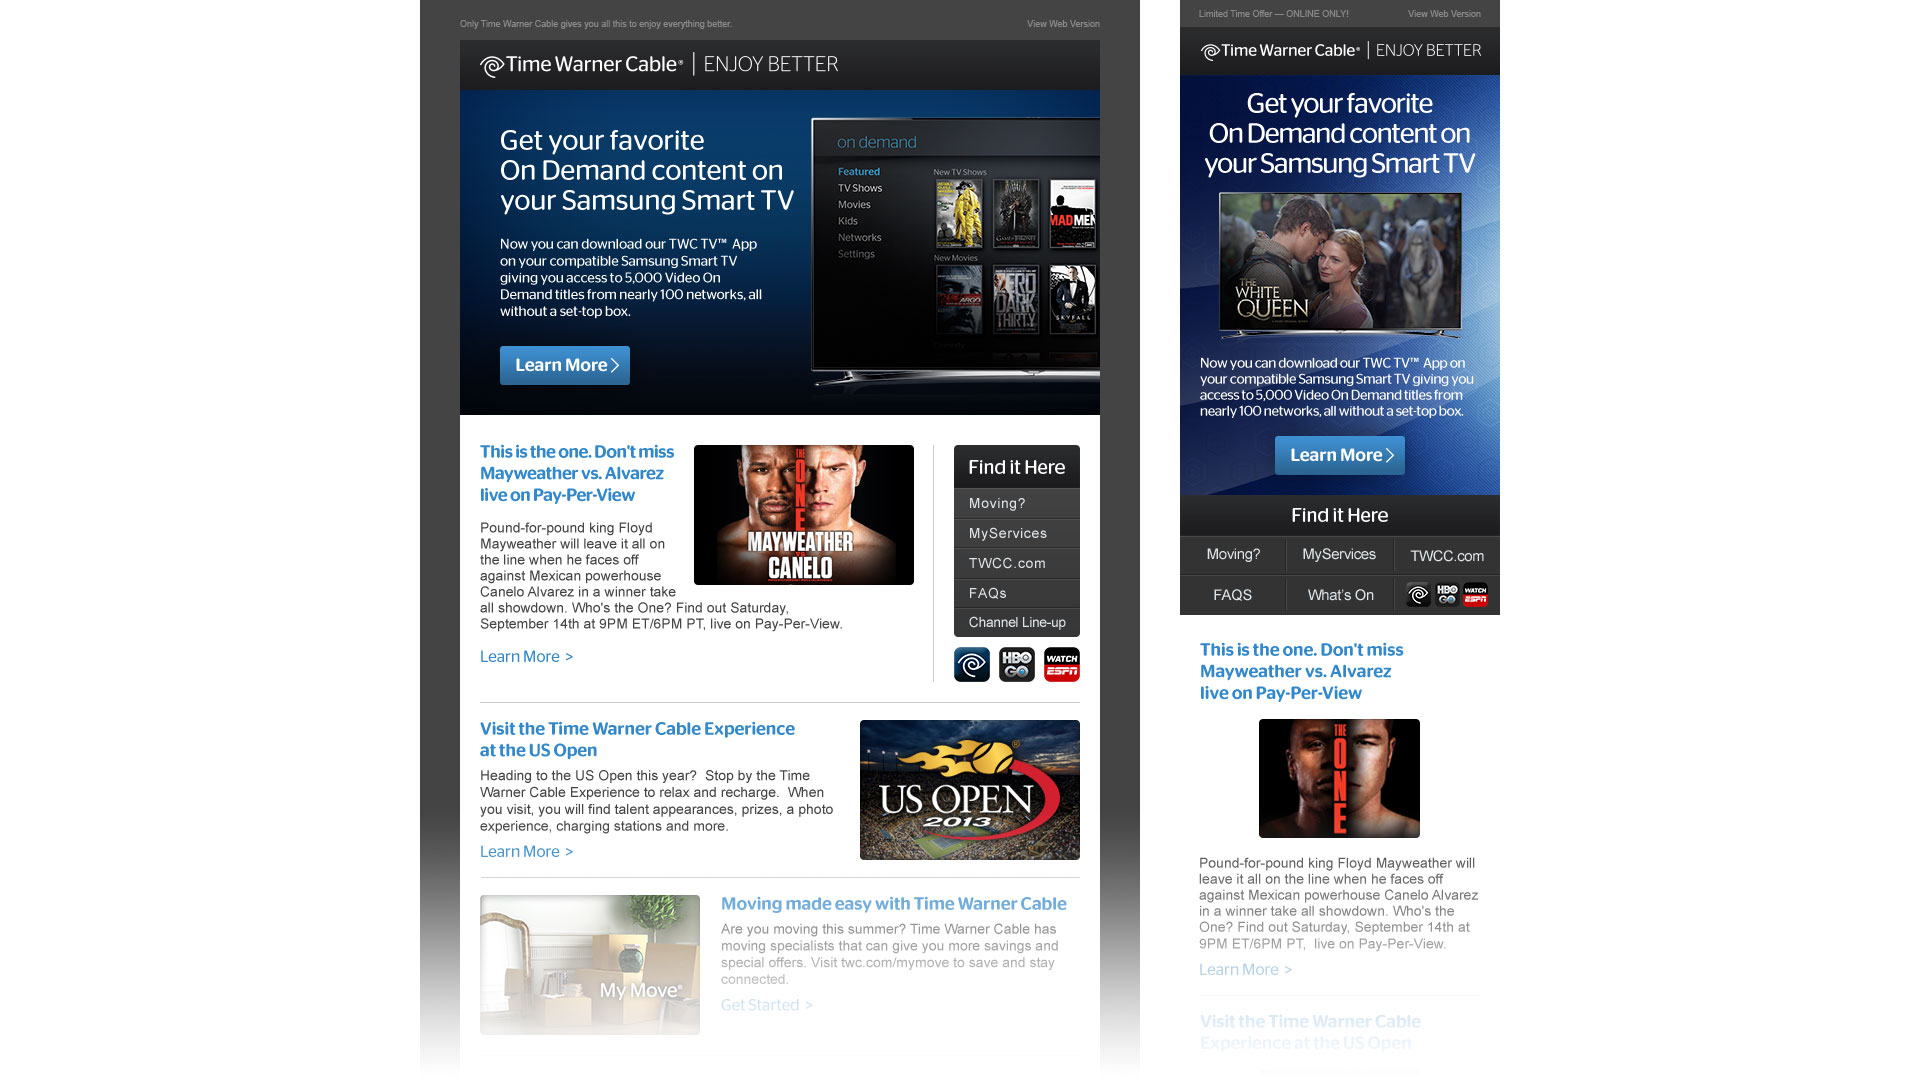 Only Time Warner Cable gives you all this to enjoy everything better.
View Web Version
Time Warner Cable® | ENJOY BETTER
Get your favorite
On Demand content on
your Samsung Smart TV
Now you can download our TWC TV™ App
on your compatible Samsung Smart TV
giving you access to 5,000 Video On
Demand titles from nearly 100 networks, all
without a set-top box.
Learn More
on demand
Featured
TV Shows
Movies
Kids
Networks
Settings
New TV Shows
GAME OF THRONES
MAD MEN
New Movies
ARGO
ZERO
DARK
THIRTY
SKYFALL
Comedy
This is the one. Don't miss
Mayweather vs. Alvarez
live on Pay-Per-View
Pound-for-pound king Floyd
Mayweather will leave it all on
the line when he faces off
against Mexican powerhouse
Canelo Alvarez in a winner take
all showdown. Who's the One? Find out Saturday,
September 14th at 9PM ET/6PM PT, live on Pay-Per-View.
Learn More >
THE ONE
MAYWEATHER
VS
CANELO
Find it Here
Moving?
MyServices
TWCC.com
FAQs
Channel Line-up
HBO
GO
WATCH
ESPN
Visit the Time Warner Cable Experience
at the US Open
Heading to the US Open this year? Stop by the Time
Warner Cable Experience to relax and recharge. When
you visit, you will find talent appearances, prizes, a photo
experience, charging stations and more.
Learn More >
US OPEN®
2013
My Move®
Moving made easy with Time Warner Cable
Are you moving this summer? Time Warner Cable has
moving specialists that can give you more savings and
special offers. Visit twc.com/mymove to save and stay
connected.
Get Started >
Limited Time Offer — ONLINE ONLY!
View Web Version
Time Warner Cable® | ENJOY BETTER
Get your favorite
On Demand content on
your Samsung Smart TV
THE
WHITE
QUEEN
Now you can download our TWC TV™ App on
your compatible Samsung Smart TV giving you
access to 5,000 Video On Demand titles from
nearly 100 networks, all without a set-top box.
Learn More
Find it Here
Moving?
MyServices
TWCC.com
FAQS
What's On
HBO
GO
WATCH
ESPN
This is the one. Don't miss
Mayweather vs. Alvarez
live on Pay-Per-View
THE ONE
Pound-for-pound king Floyd Mayweather will
leave it all on the line when he faces off
against Mexican powerhouse Canelo Alvarez
in a winner take all showdown. Who's the
One? Find out Saturday, September 14th at
9PM ET/6PM PT, live on Pay-Per-View.
Learn More >
Visit the Time Warner Cable
Experience at the US Open